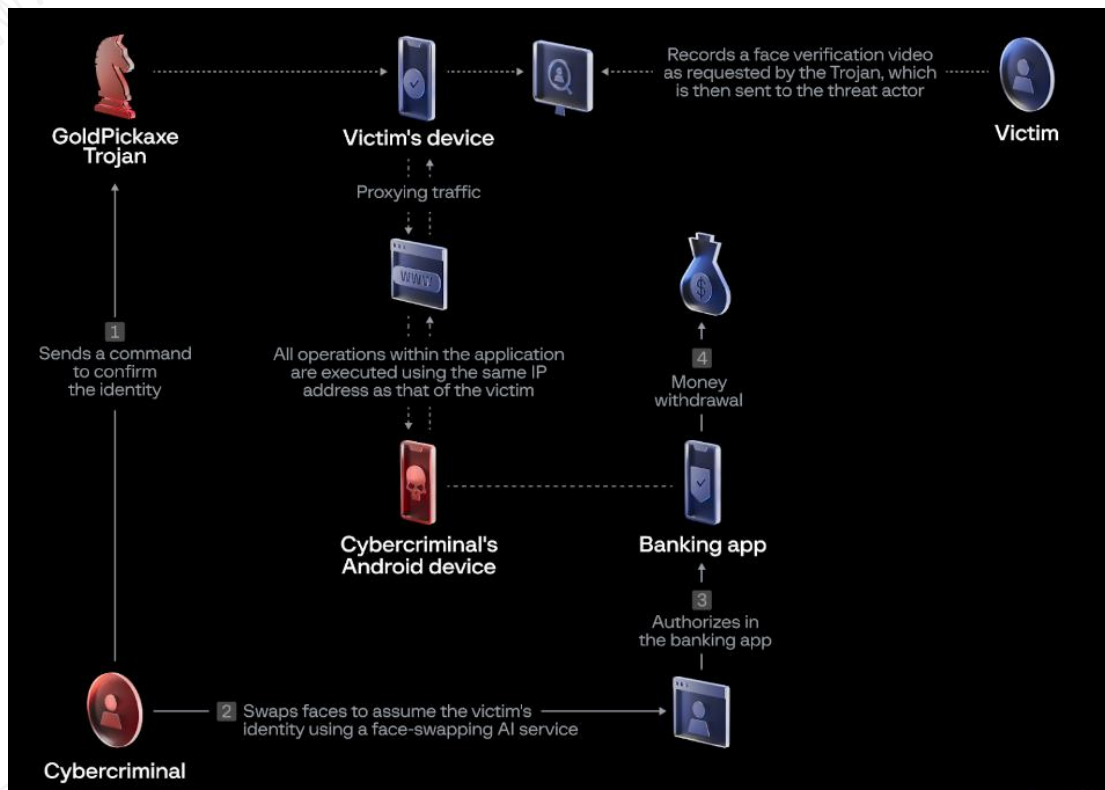 Records a face verification video
as requested by the Trojan, which
is then sent to the threat actor
GoldPickaxe
Trojan
Victim's device
Victim
Proxying traffic
WWW
1
Sends a command
to confirm
the identity
All operations within the application
are executed using the same IP
address as that of the victim
$
4
Money
withdrawal
Cybercriminal's
Android device
Banking app
3
Authorizes in
the banking app
2 Swaps faces to assume the victim's
identity using a face-swapping AI service
Cybercriminal